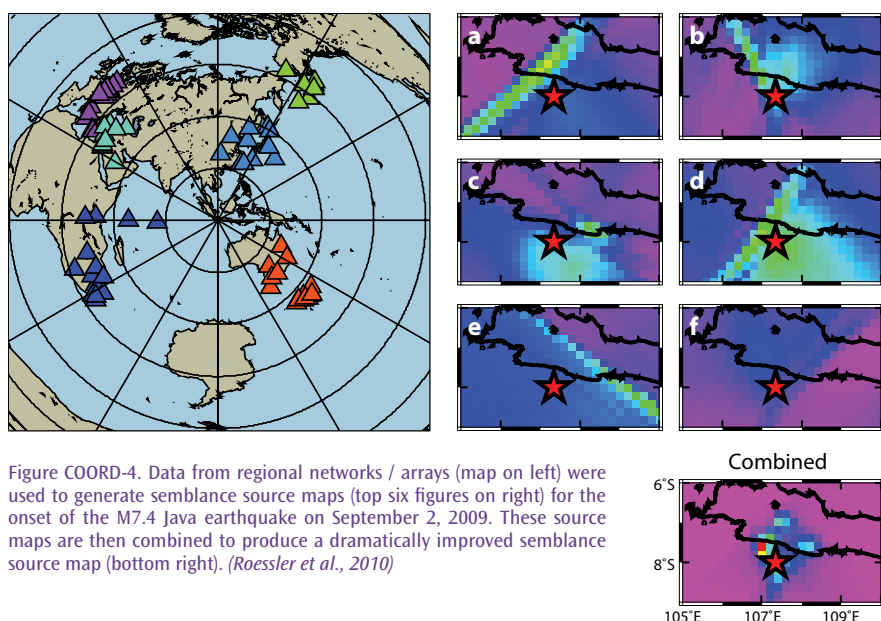 a
b
c
d
e
f
Figure COORD-4. Data from regional networks / arrays (map on left) were
used to generate semblance source maps (top six figures on right) for the
onset of the M7.4 Java earthquake on September 2, 2009. These source
maps are then combined to produce a dramatically improved semblance
source map (bottom right). (Roessler et al., 2010)
Combined
6°S
8°S
105°E 107°E 109°E